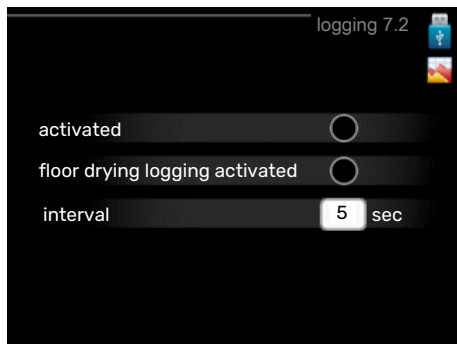 logging 7.2
activated
floor drying logging activated
interval 5 sec